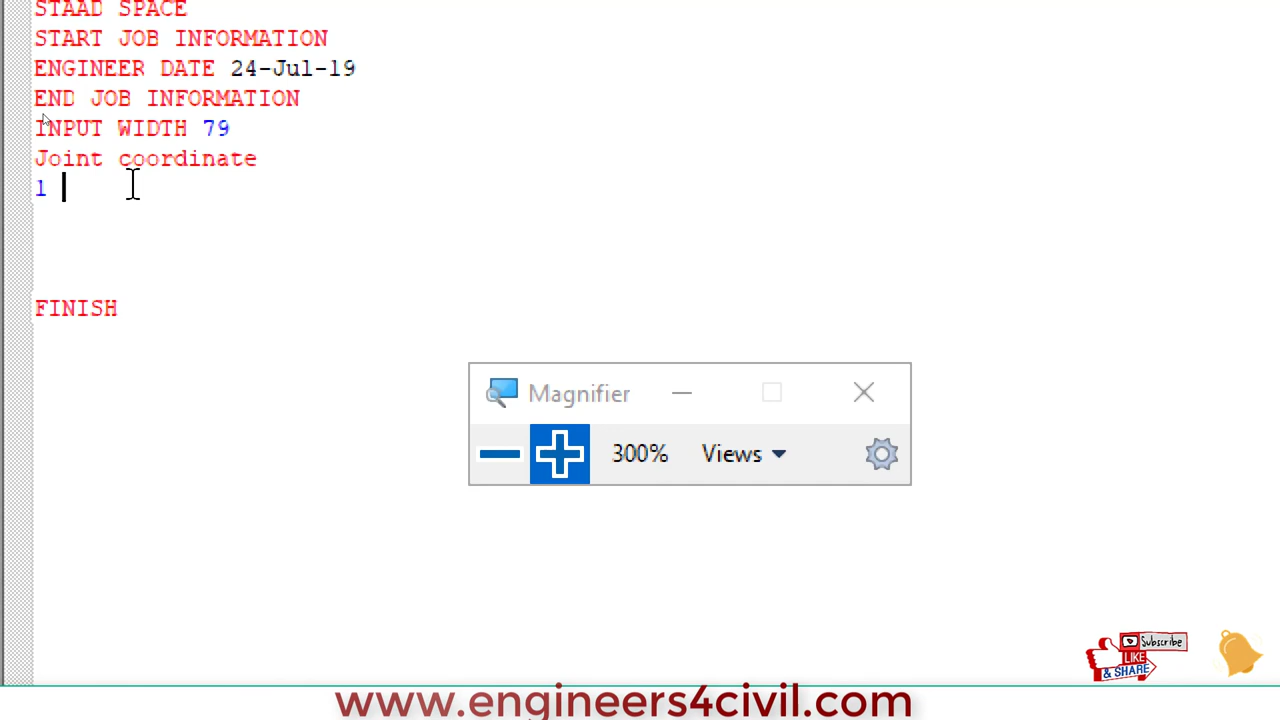 STAAD SPACE
START JOB INFORMATION
ENGINEER DATE 24-Jul-19
END JOB INFORMATION
INPUT WIDTH 79
Joint coordinate
1
FINISH
Magnifier
300% Views
Subscribe
LIKE
& SHARE
www.engineers4civil.com